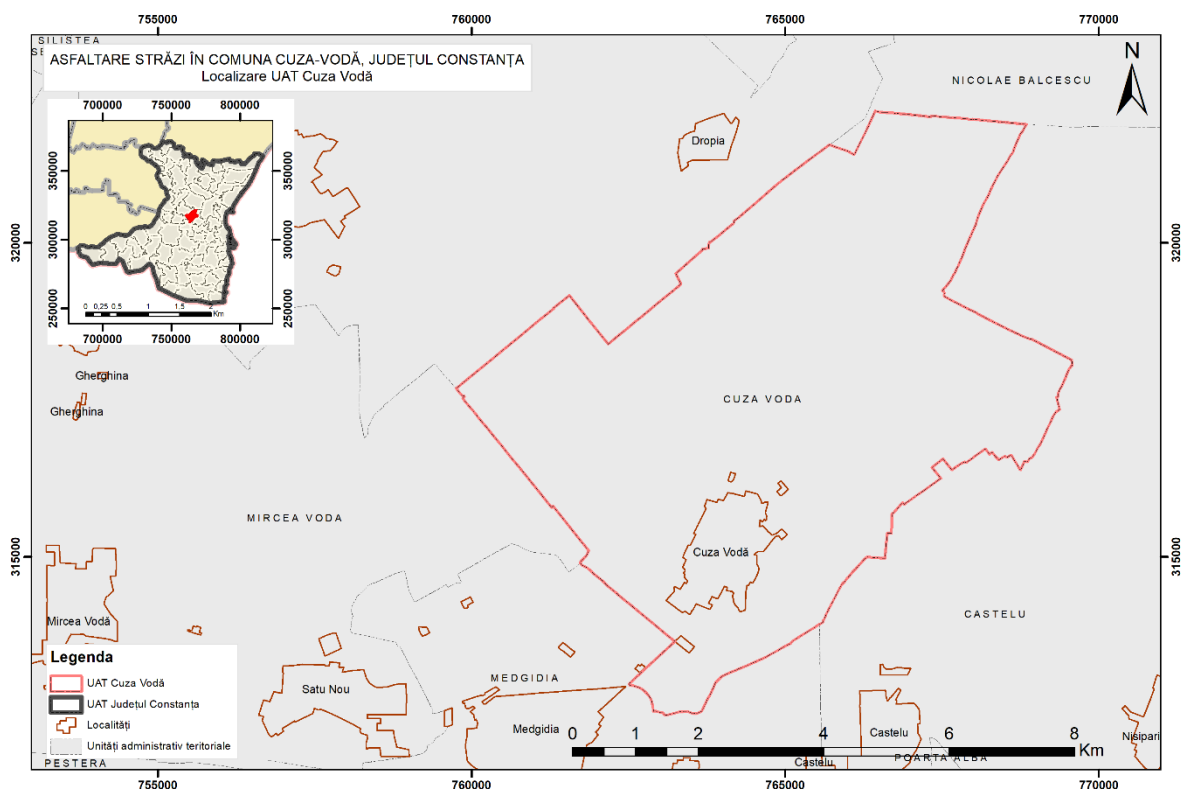 755000 760000 765000 770000
SILISTEA
ASFALTARE STRĂZI ÎN COMUNA CUZA-VODĂ, JUDEȚUL CONSTANȚA
Localizare UAT Cuza Vodă
N
NICOLAE BALCESCU
700000 750000 800000
350000 350000
300000 300000
250000 250000
0 0,25 0,5 1 1,5 2
Km
700000 750000 800000
Dropia
320000 320000
Gherghina
Gherghina
CUZA VODA
MIRCEA VODA
Cuza Vodă
315000 315000
CASTELU
Mircea Vodă
Legenda
UAT Cuza Vodă
UAT Județul Constanța
Localități
Unități administrativ teritoriale
Satu Nou
MEDGIDIA
Medgidia
Castelu
Nisipari
0 1 2 4 6 8
Km
PESTERA
Castelu
POARTA ALBA
755000 760000 765000 770000